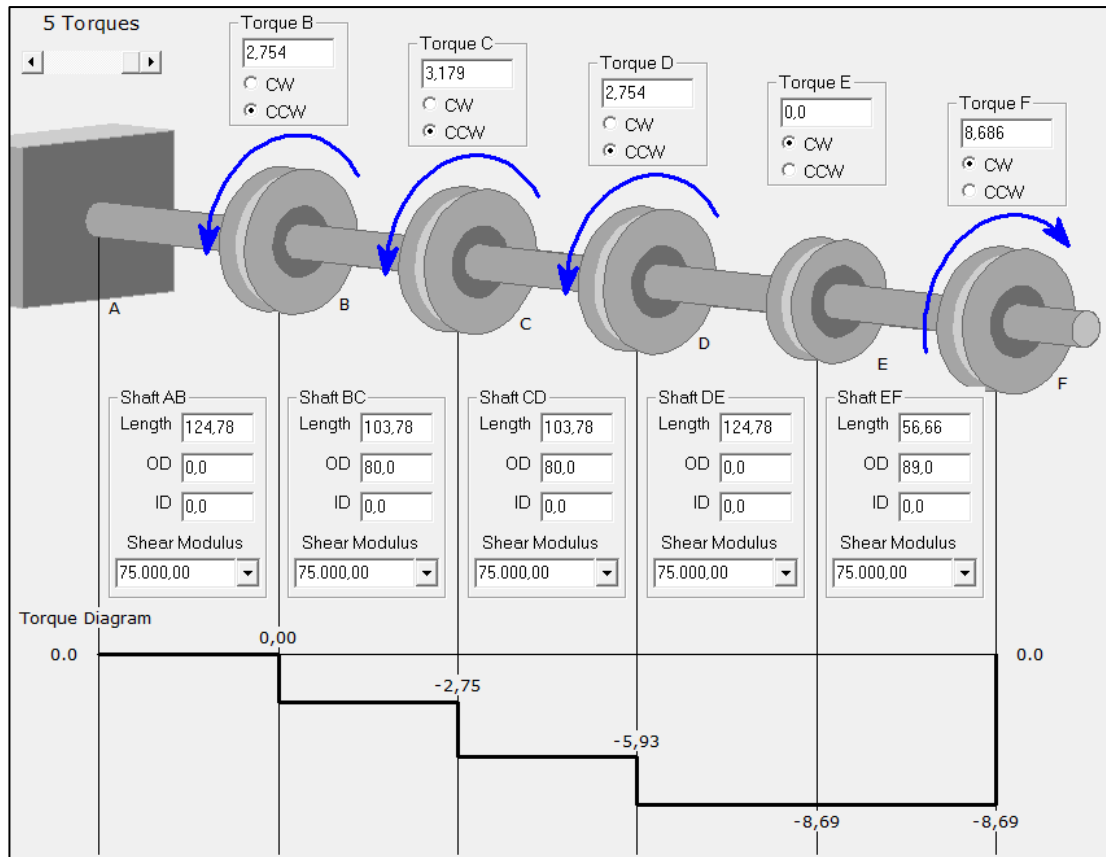 5 Torques
Torque B
2,754
CW
CCW
Torque C
3,179
CW
CCW
Torque D
2,754
CW
CCW
Torque E
0,0
CW
CCW
Torque F
8,686
CW
CCW
A
B
C
D
E
F
Shaft AB
Length 124,78
OD 0,0
ID 0,0
Shear Modulus
75.000,00
Shaft BC
Length 103,78
OD 80,0
ID 0,0
Shear Modulus
75.000,00
Shaft CD
Length 103,78
OD 80,0
ID 0,0
Shear Modulus
75.000,00
Shaft DE
Length 124,78
OD 0,0
ID 0,0
Shear Modulus
75.000,00
Shaft EF
Length 56,66
OD 89,0
ID 0,0
Shear Modulus
75.000,00
Torque Diagram
0.0
0,00
-2,75
-5,93
-8,69
-8,69
0.0